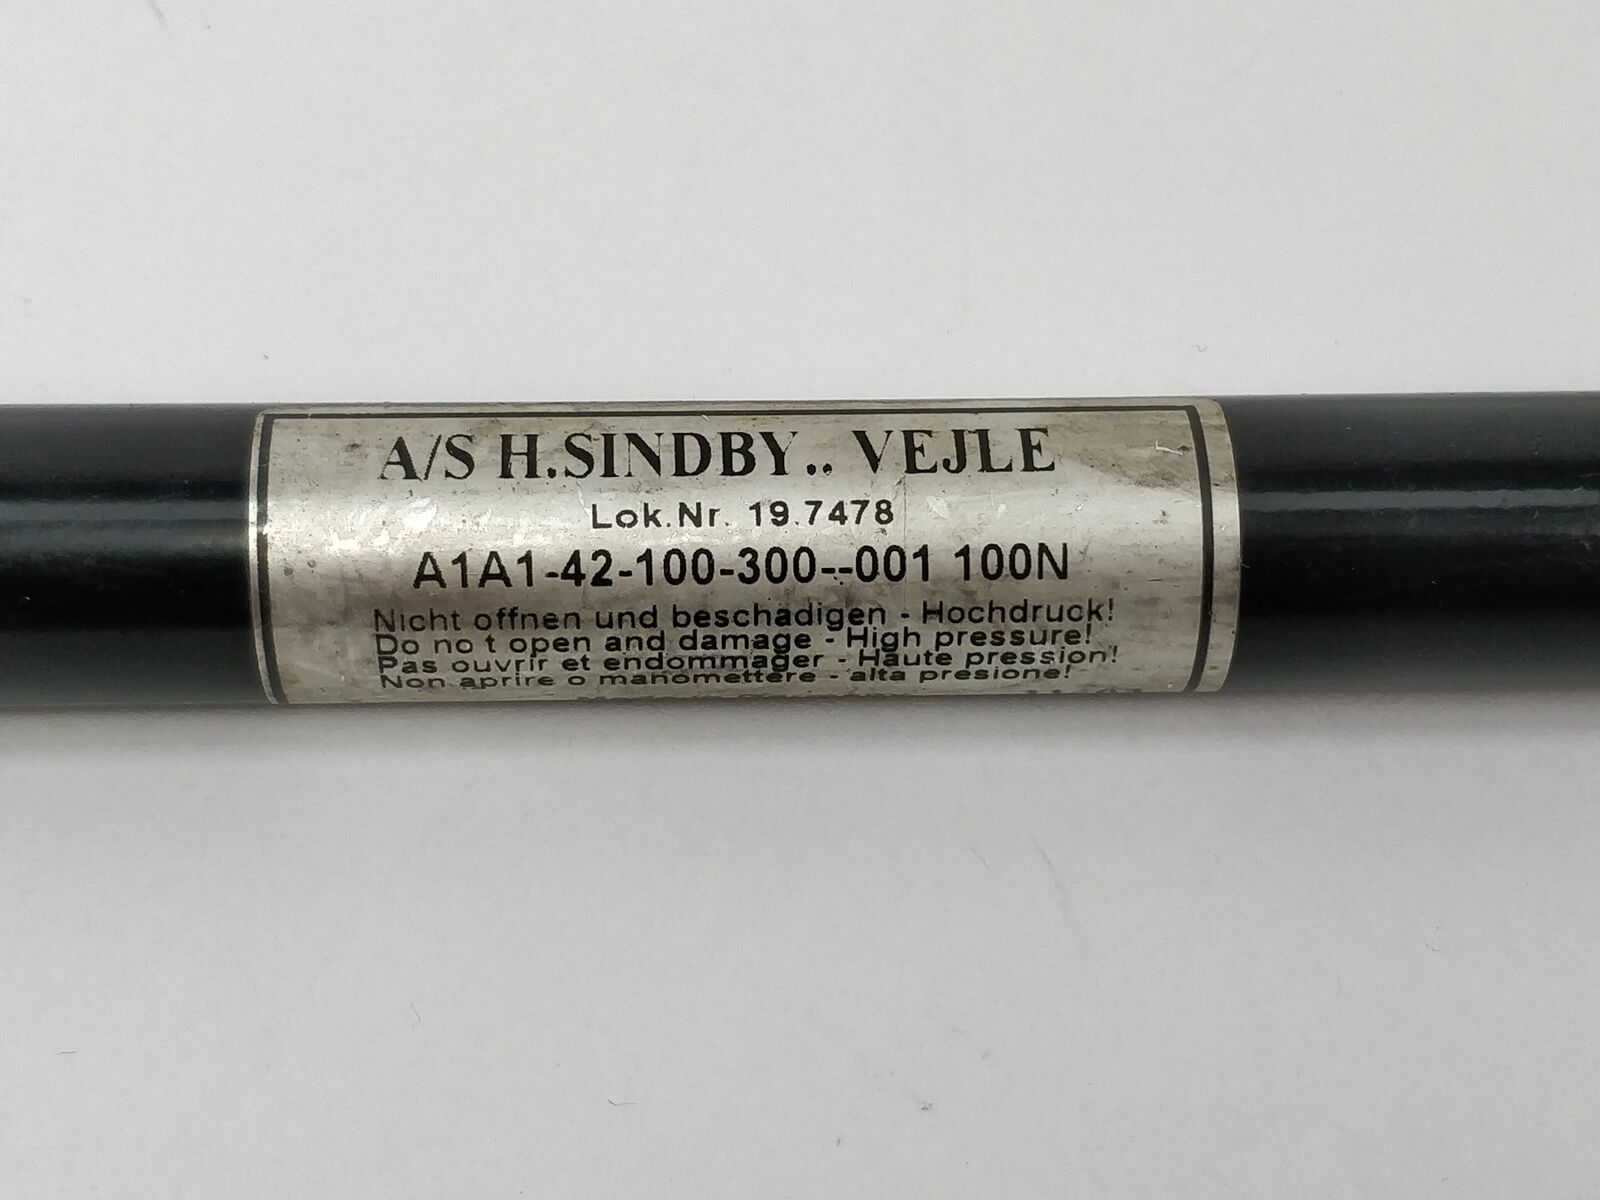 A/S H.SINDBY.. VEJLE
Lok.Nr. 19.7478
A1A1-42-100-300--001 100N
Nicht offnen und beschadigen - Hochdruck!
Do no t open and damage - High pressure!
Pas ouvrir et endommager - Haute pression!
Non aprire o manomettere - alta presione!